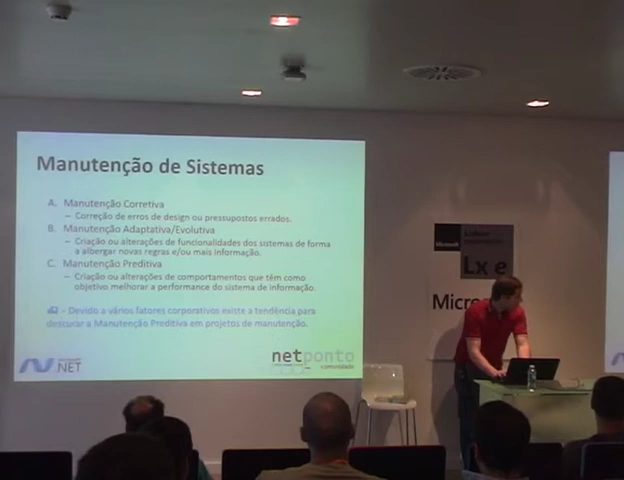 Manutenção de Sistemas
A. Manutenção Corretiva
– Correção de erros de design ou pressupostos errados.
B. Manutenção Adaptativa/Evolutiva
– Criação ou alterações de funcionalidades dos sistemas de forma
a albergar novas regras e/ou mais informação.
C. Manutenção Preditiva
– Criação ou alterações de comportamentos que têm como
objetivo melhorar a performance do sistema de informação.
- Devido a vários fatores corporativos existe a tendência para
descurar a Manutenção Preditiva em projetos de manutenção.
Microsoft
.NET
netponto
comunidade
Microsoft
Lisbon
Lx e
Micro